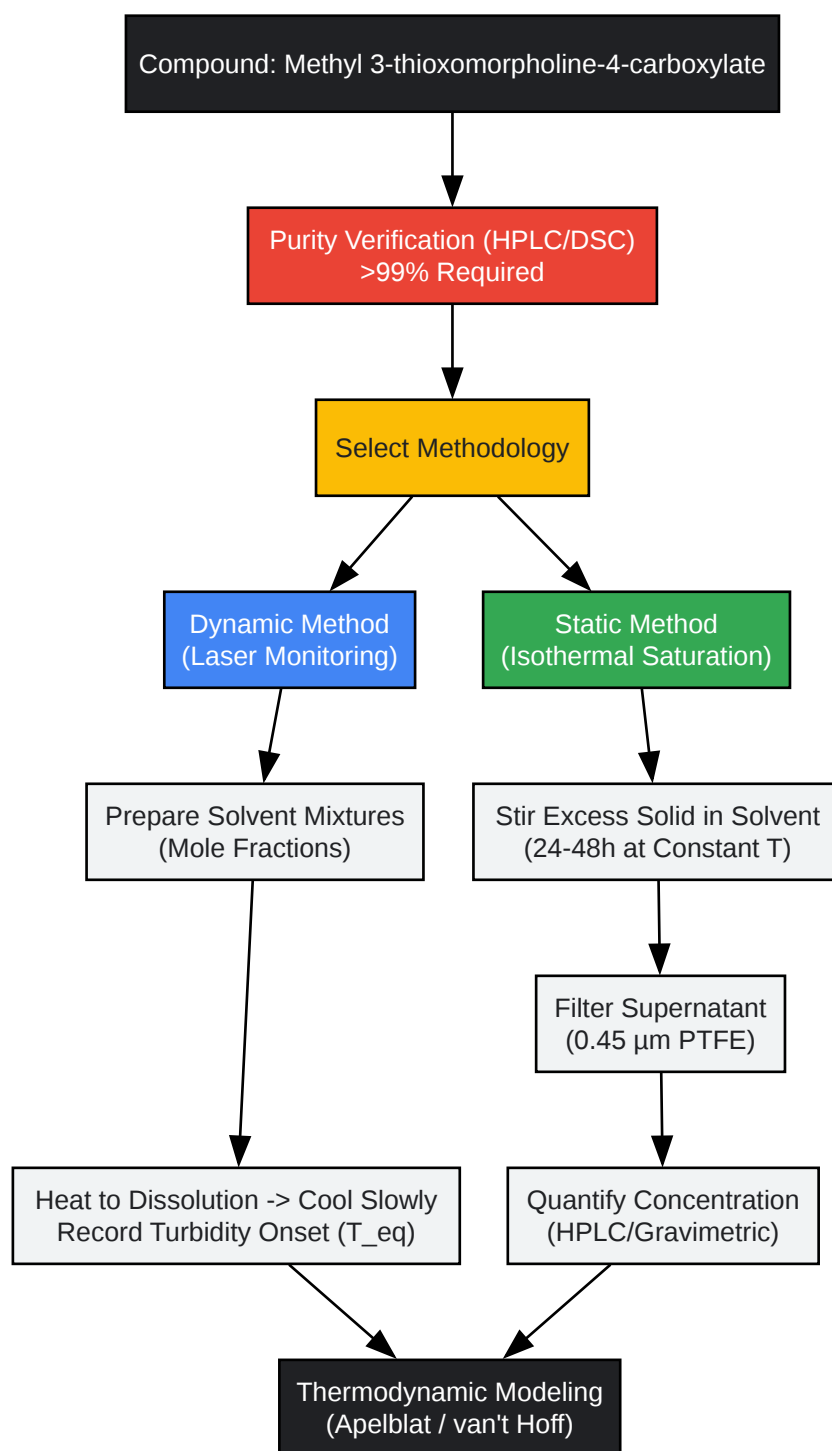 Compound: Methyl 3-thioxomorpholine-4-carboxylate
Purity Verification (HPLC/DSC)
>99% Required
Select Methodology
Dynamic Method
(Laser Monitoring)
Static Method
(Isothermal Saturation)
Prepare Solvent Mixtures
(Mole Fractions)
Stir Excess Solid in Solvent
(24-48h at Constant T)
Filter Supernatant
(0.45 µm PTFE)
Heat to Dissolution -> Cool Slowly
Record Turbidity Onset (T_eq)
Quantify Concentration
(HPLC/Gravimetric)
Thermodynamic Modeling
(Apelblat / van't Hoff)